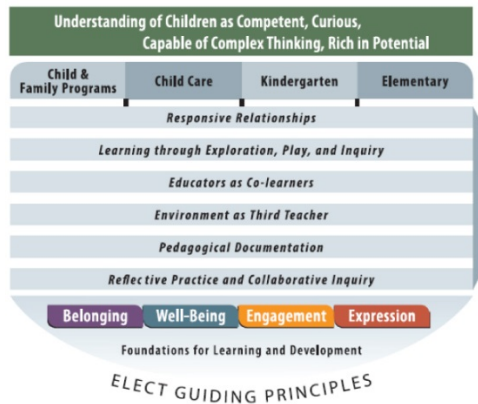 Understanding of Children as Competent, Curious,
Capable of Complex Thinking, Rich in Potential
Child &
Family Programs
Child Care
Kindergarten
Elementary
Responsive Relationships
Learning through Exploration, Play, and Inquiry
Educators as Co-learners
Environment as Third Teacher
Pedagogical Documentation
Reflective Practice and Collaborative Inquiry
Belonging
Well-Being
Engagement
Expression
Foundations for Learning and Development
ELECT GUIDING PRINCIPLES